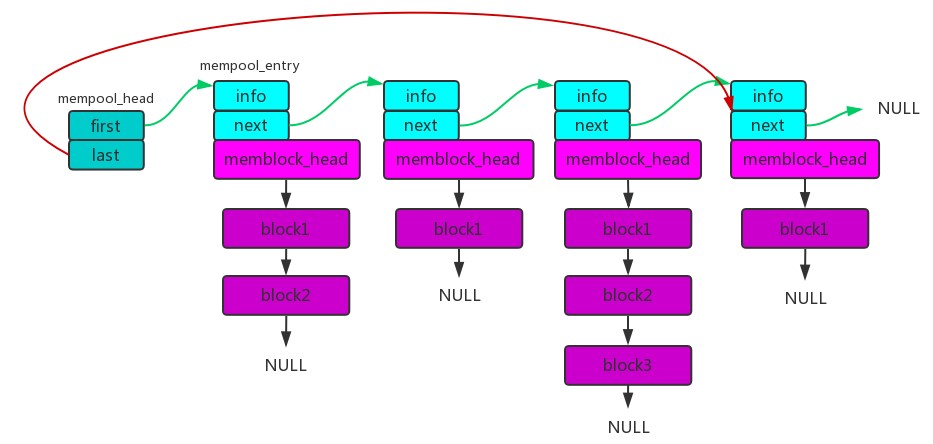 mempool_head
first
last
mempool_entry
info
next
memblock_head
block1
block2
NULL
info
next
memblock_head
block1
NULL
info
next
memblock_head
block1
block2
block3
NULL
info
next
memblock_head
block1
NULL
NULL